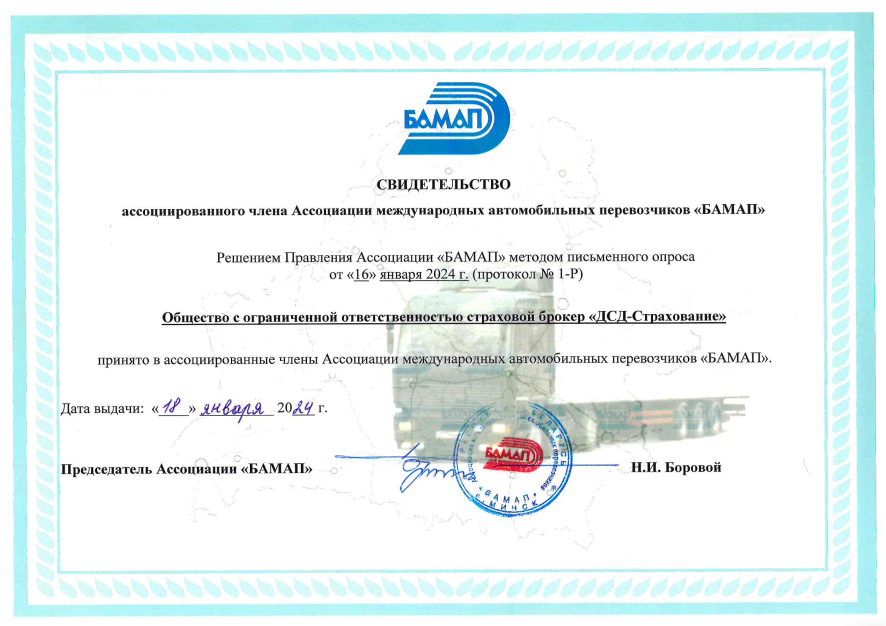 БАМАП
СВИДЕТЕЛЬСТВО
ассоциированного члена Ассоциации международных автомобильных перевозчиков «БАМАП»
Решением Правления Ассоциации «БАМАП» методом письменного опроса
от «16» января 2024 г. (протокол № 1-Р)
Общество с ограниченной ответственностью страховой брокер «ДСД-Страхование»
принято в ассоциированные члены Ассоциации международных автомобильных перевозчиков «БАМАП».
Дата выдачи: «18» января 2024 г.
Председатель Ассоциации «БАМАП»
Н.И. Боровой
БАМАП
«БАМАП»
г. МИНСК